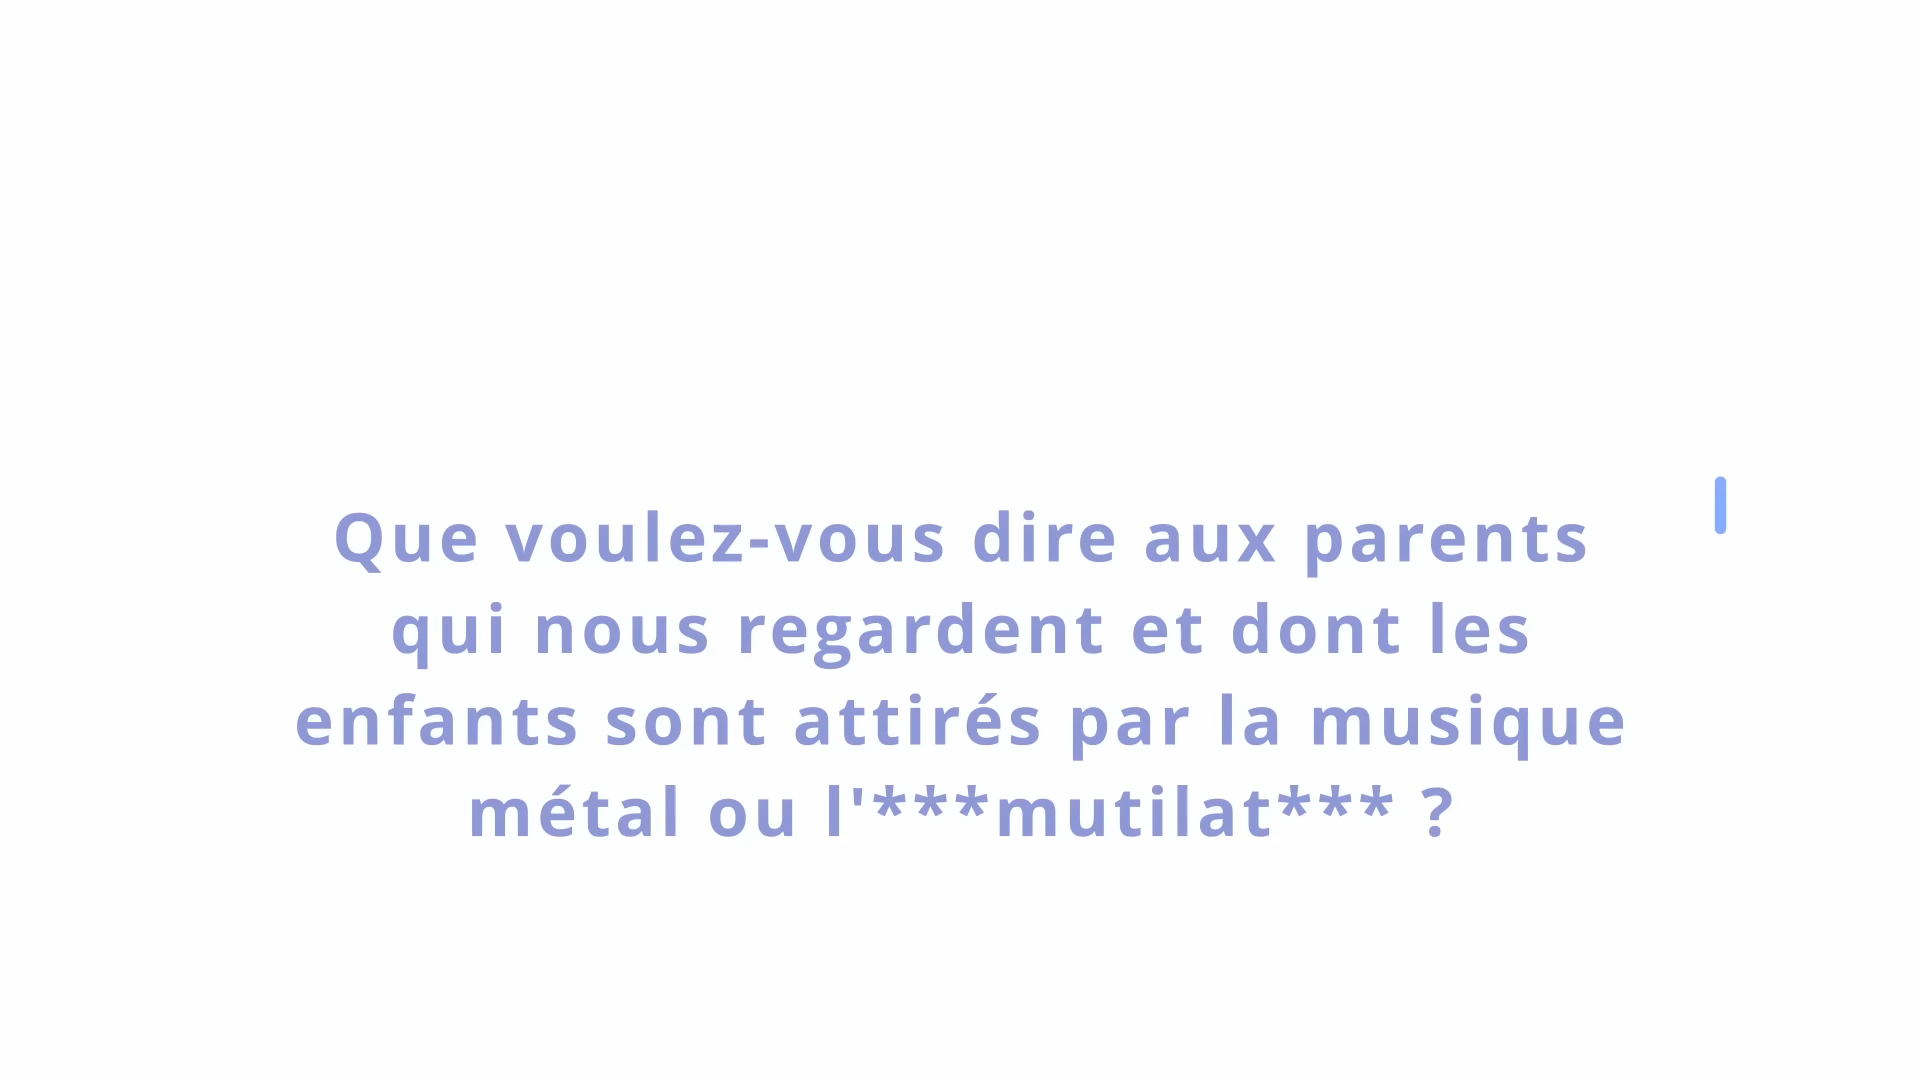 Que voulez-vous dire aux parents
qui nous regardent et dont les
enfants sont attirés par la musique
métal ou l'***mutilat*** ?